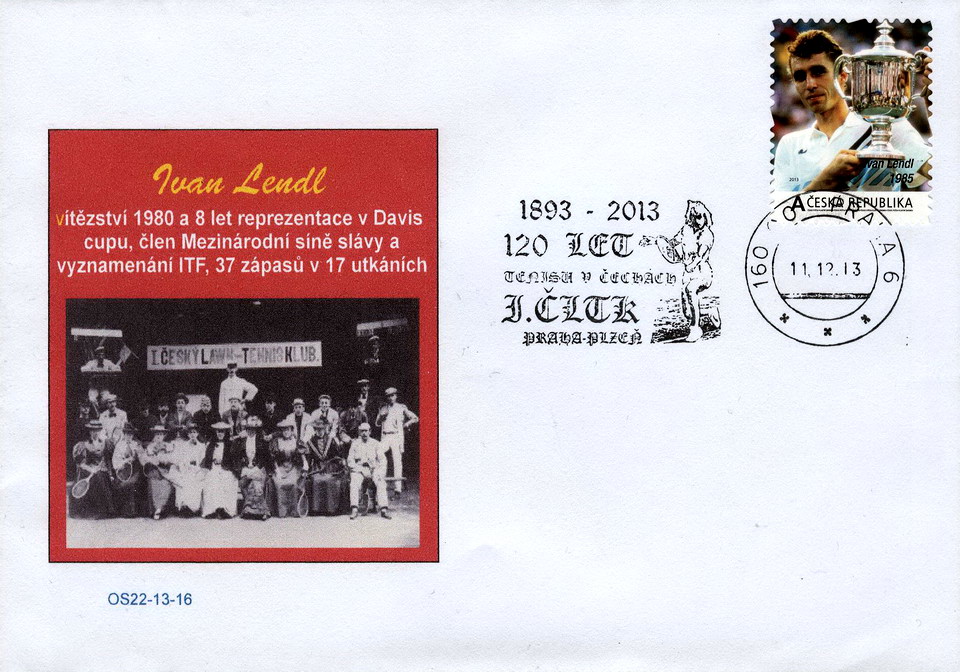 Ivan Lendl
vítězství 1980 a 8 let reprezentace v Davis
cupu, člen Mezinárodní síně slávy a
vyznamenání ITF, 37 zápasů v 17 utkáních
I. ČESKÝ LAWN-TENNIS KLUB.
OS22-13-16
1893 - 2013
120 LET
TENISU V ČECHÁCH
I.ČLTK
PRAHA-PLZEŇ
2013
Ivan Lendl
1985
A ČESKÁ REPUBLIKA
160 00 PRAHA 6
11.12.13